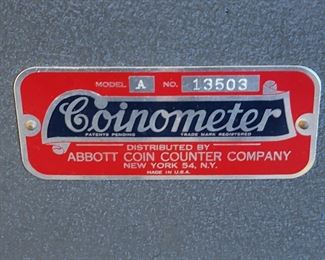 MODEL A NO. 13503
Coinometer
PATENTS PENDING TRADE MARK REGISTERED
DISTRIBUTED BY
ABBOTT COIN COUNTER COMPANY
NEW YORK 54, N.Y.
MADE IN U.S.A.